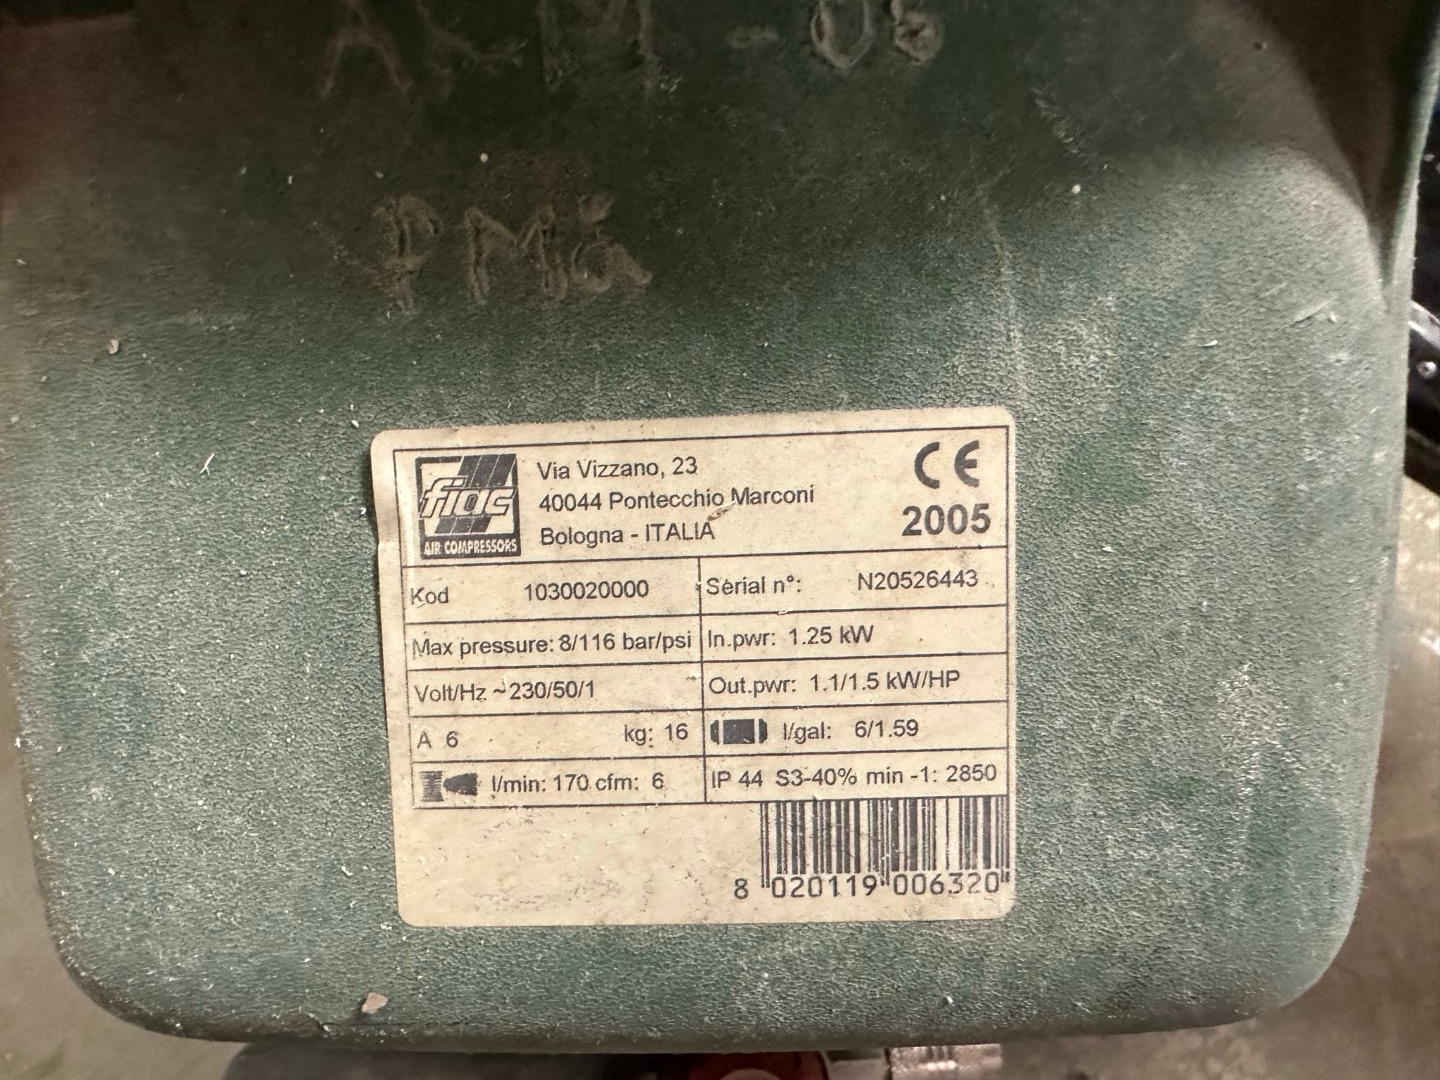 fiac
AIR COMPRESSORS
Via Vizzano, 23
40044 Pontecchio Marconi
Bologna - ITALIA
CE
2005
Kod 1030020000
Serial n°: N20526443
Max pressure: 8/116 bar/psi
In.pwr: 1.25 kW
Volt/Hz ~230/50/1
Out.pwr: 1.1/1.5 kW/HP
A 6 kg: 16
l/gal: 6/1.59
l/min: 170 cfm: 6
IP 44 S3-40% min -1: 2850
8 020119 006320